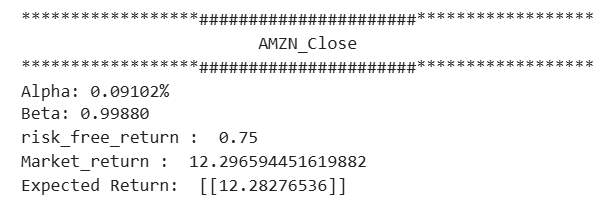 ******************######################******************
AMZN_Close
******************######################******************
Alpha: 0.09102%
Beta: 0.99880
risk_free_return :  0.75
Market_return :  12.296594451619882
Expected Return:  [[12.28276536]]